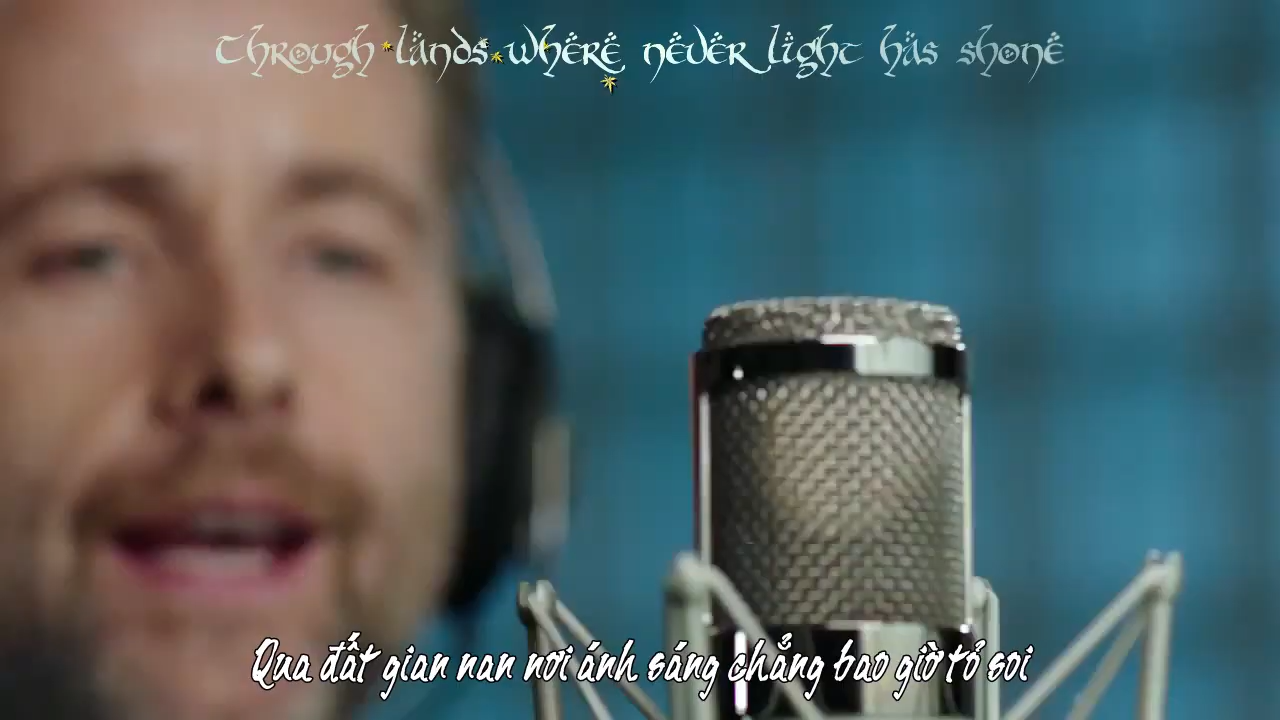 Through lands where never light has shone
Qua đất gian nan nơi ánh sáng chẳng bao giờ tỏ soi